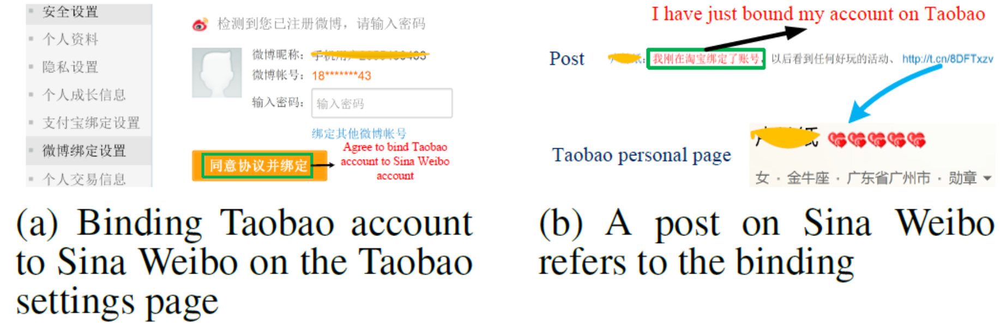 安全设置
个人资料
隐私设置
个人成长信息
支付宝绑定设置
微博绑定设置
个人交易信息
检测到您已注册微博，请输入密码
微博昵称：
微博帐号：18*******43
输入密码：输入密码
绑定其他微博帐号
同意协议并绑定
Agree to bind Taobao
account to Sina Weibo
account
(a) Binding Taobao account
to Sina Weibo on the Taobao
settings page
I have just bound my account on Taobao
Post
我刚在淘宝绑定了账号，以后看到任何好玩的活动、 http://t.cn/8DFTxzv
Taobao personal page
女 · 金牛座 · 广东省广州市 · 勋章
(b) A post on Sina Weibo
refers to the binding